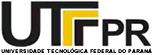 UTFPR
UNIVERSIDADE TECNOLÓGICA FEDERAL DO PARANÁ